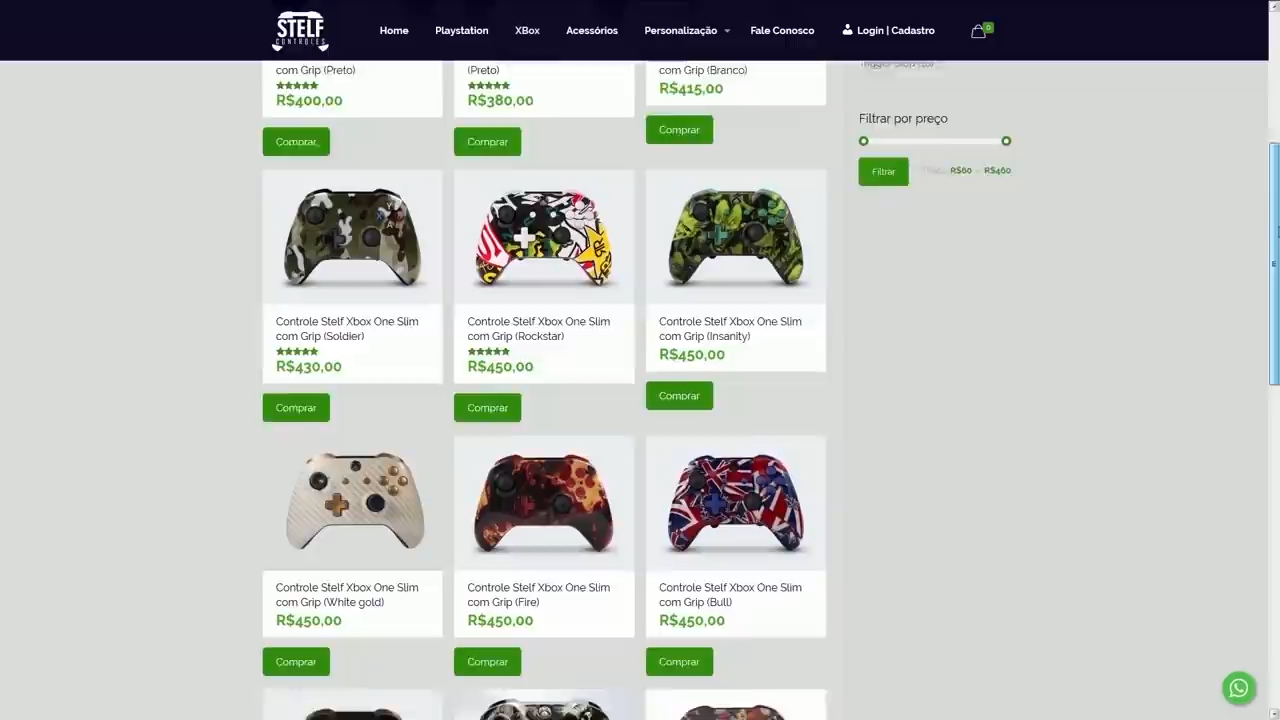 STELF
CONTROLES
Home
Playstation
XBox
Acessórios
Personalização
Fale Conosco
Login | Cadastro
0
com Grip (Preto)
R$400,00
Comprar
(Preto)
R$380,00
Comprar
com Grip (Branco)
R$415,00
Comprar
Filtrar por preço
Filtrar
R$60 - R$460
Controle Stelf Xbox One Slim
com Grip (Soldier)
R$430,00
Comprar
Controle Stelf Xbox One Slim
com Grip (Rockstar)
R$450,00
Comprar
Controle Stelf Xbox One Slim
com Grip (Insanity)
R$450,00
Comprar
Controle Stelf Xbox One Slim
com Grip (White gold)
R$450,00
Comprar
Controle Stelf Xbox One Slim
com Grip (Fire)
R$450,00
Comprar
Controle Stelf Xbox One Slim
com Grip (Bull)
R$450,00
Comprar